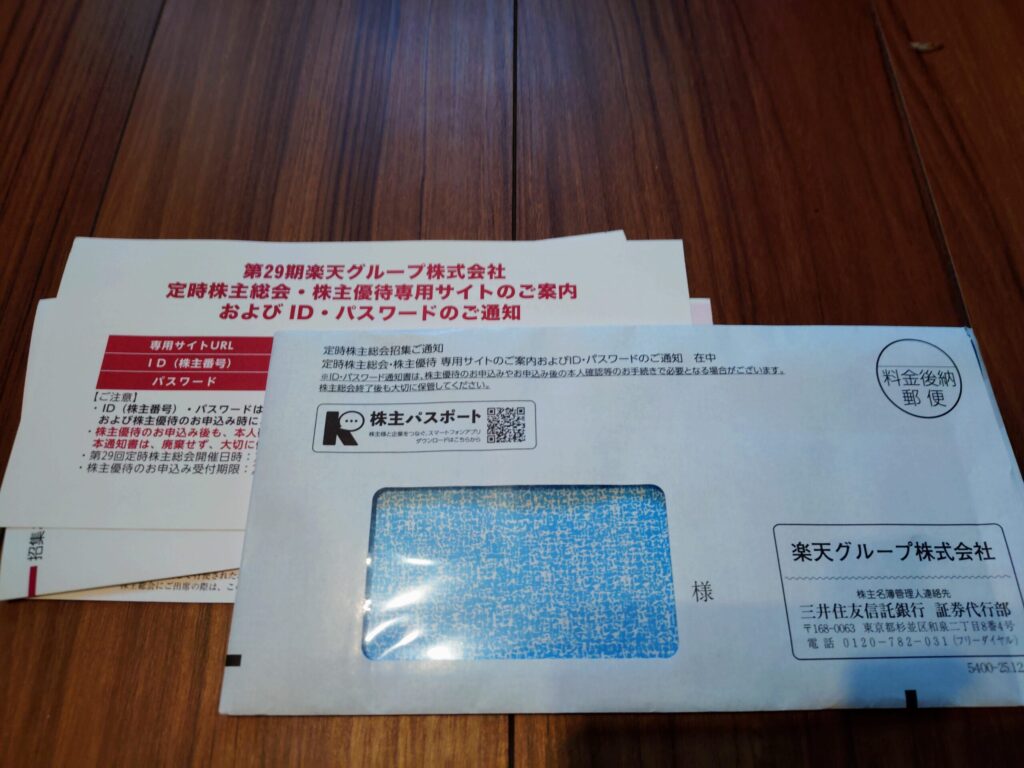 第29期楽天グループ株式会社
定時株主総会・株主優待専用サイトのご案内
および ID・パスワードのご通知
専用サイトURL
ID（株主番号）
パスワード
【ご注意】
・ID（株主番号）・パスワードは
および株主優待のお申込み時に
・株主優待のお申込み後も、本人
本通知書は、廃棄せず、大切に
・第29回定時株主総会開催日時：
・株主優待のお申込み受付期限：
招集
株主総会にご出席の際は、こ
定時株主総会招集ご通知
定時株主総会・株主優待 専用サイトのご案内およびID・パスワードのご通知 在中
※ID・パスワード通知書は、株主優待のお申込みやお申込み後の本人確認等のお手続きで必要となる場合がございます。
株主総会終了後も大切に保管してください。
株主パスポート
株主様と企業をつなぐ、スマートフォンアプリ
ダウンロードはこちらから
料金後納
郵便
様
楽天グループ株式会社
株主名簿管理人連絡先
三井住友信託銀行 証券代行部
〒168-0063 東京都杉並区和泉二丁目8番4号
電話 0120-782-031（フリーダイヤル）
5400-25.12